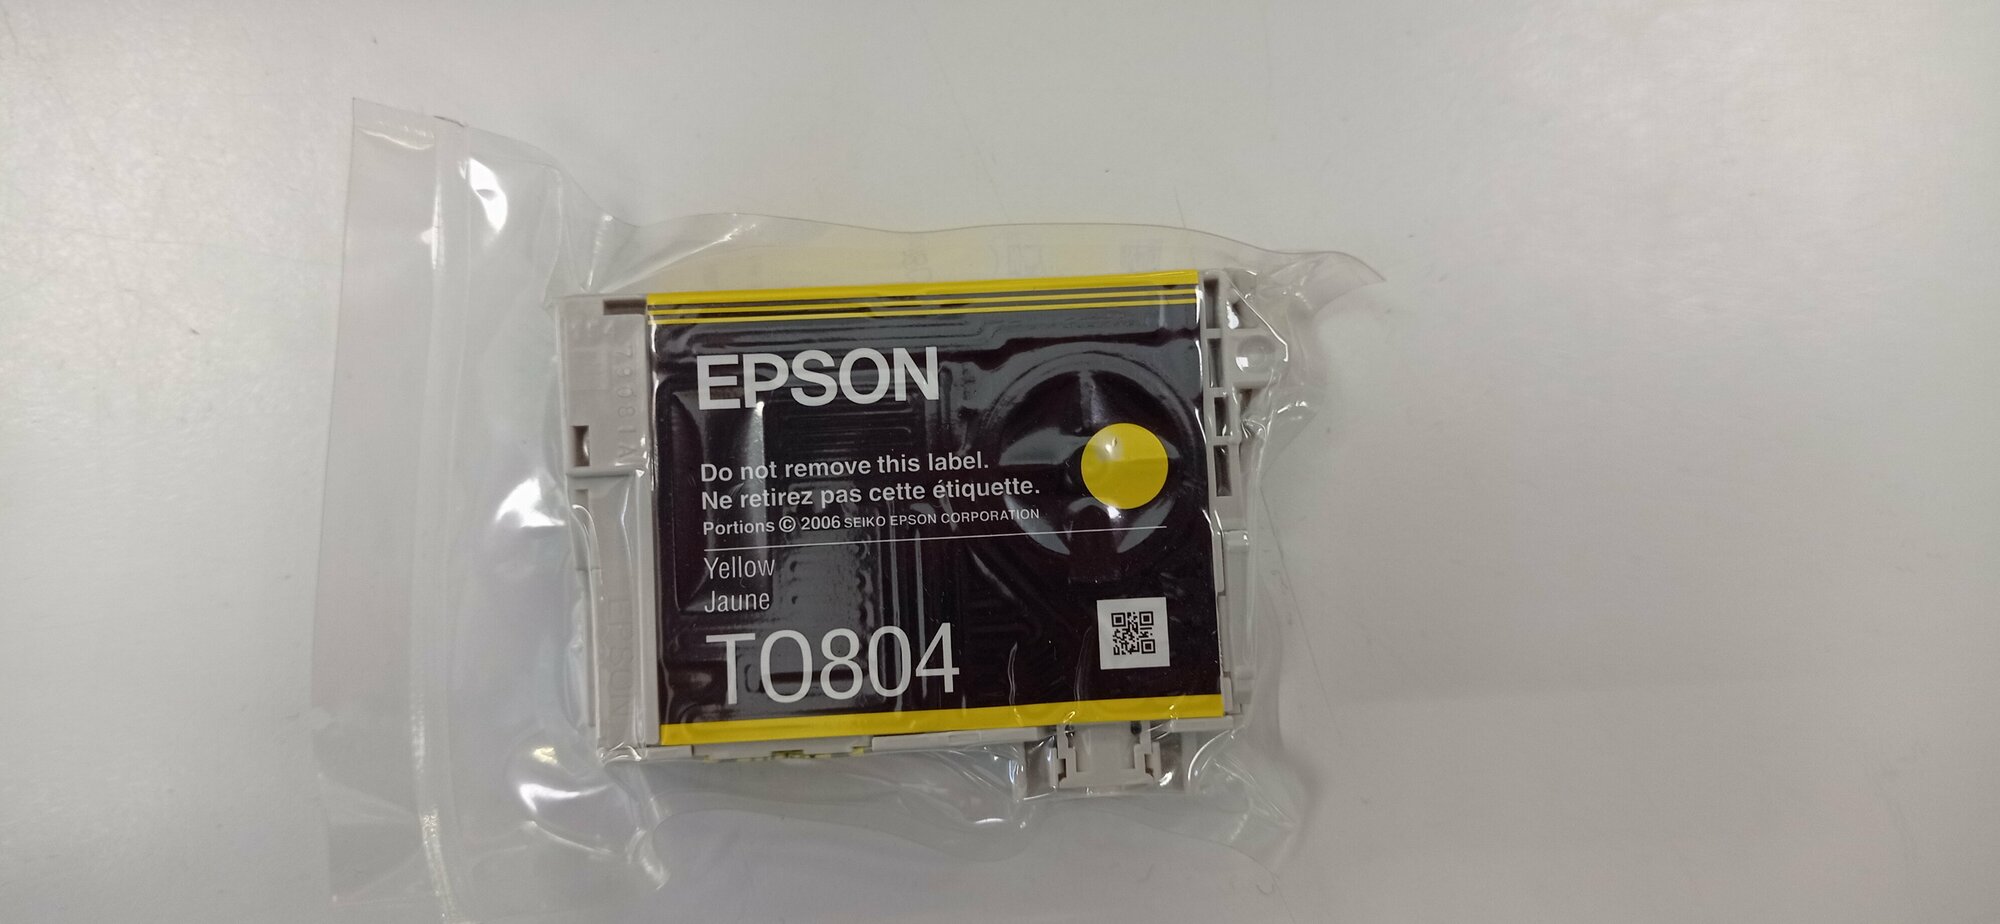 EPSON
Do not remove this label.
Ne retirez pas cette étiquette.
Portions © 2006 SEIKO EPSON CORPORATION
Yellow
Jaune
T0804
EPSON